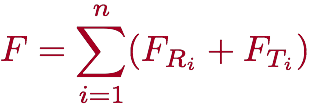 F = \sum_{i=1}^{n} (F_{R_i} + F_{T_i})